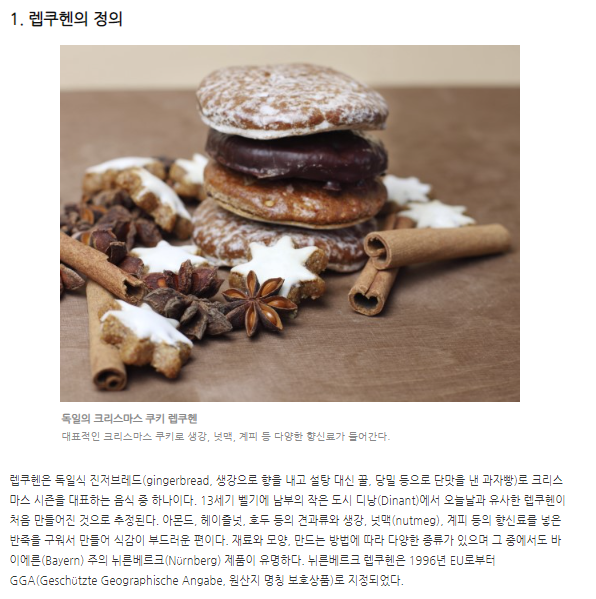 1. 렙쿠헨의 정의
독일의 크리스마스 쿠키 렙쿠헨
대표적인 크리스마스 쿠키로 생강, 넛맥, 계피 등 다양한 향신료가 들어간다.
렙쿠헨은 독일식 진저브레드(gingerbread, 생강으로 향을 내고 설탕 대신 꿀, 당밀 등으로 단맛을 낸 과자빵)로 크리스
마스 시즌을 대표하는 음식 중 하나이다. 13세기 벨기에 남부의 작은 도시 디낭(Dinant)에서 오늘날과 유사한 렙쿠헨이
처음 만들어진 것으로 추정된다. 아몬드, 헤이즐넛, 호두 등의 견과류와 생강, 넛맥(nutmeg), 계피 등의 향신료를 넣은
반죽을 구워서 만들어 식감이 부드러운 편이다. 재료와 모양, 만드는 방법에 따라 다양한 종류가 있으며 그 중에서도 바
이에른(Bayern) 주의 뉘른베르크(Nürnberg) 제품이 유명하다. 뉘른베르크 렙쿠헨은 1996년 EU로부터
GGA(Geschützte Geographische Angabe, 원산지 명칭 보호상품)로 지정되었다.